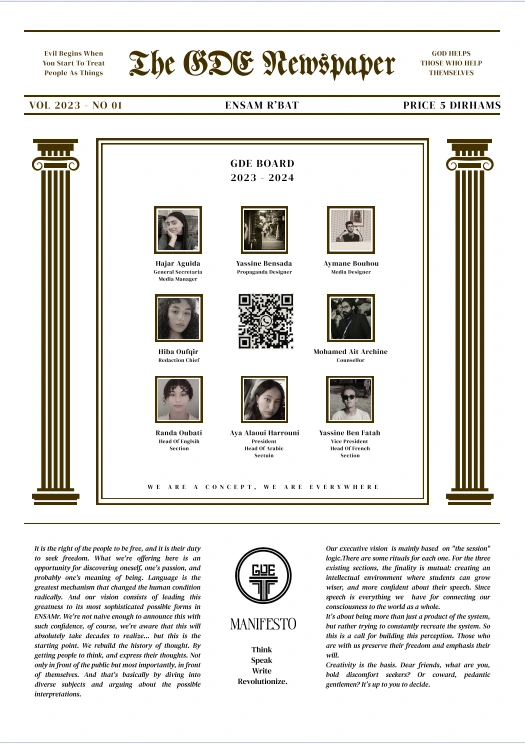 Evil Begins When
You Start To Treat
People As Things
The GDE Newspaper
GOD HELPS
THOSE WHO HELP
THEMSELVES
VOL 2023 - NO 01
ENSAM R'BAT
PRICE 5 DIRHAMS
GDE BOARD
2023 - 2024
Hajar Aguida
General Secretaria
Media Manager
Yassine Bensada
Propaganda Designer
Aymane Bouhou
Media Designer
Hiba Oufqir
Redaction Chief
Mohamed Ait Archine
Counsellor
Randa Oubati
Head Of Englsih
Section
Aya Alaoui Harrouni
President
Head Of Arabic
Sectuin
Yassine Ben Fatah
Vice President
Head Of French
Section
WE ARE A CONCEPT, WE ARE EVERYWHERE
It is the right of the people to be free, and it is their duty
to seek freedom. What we're offering here is an
opportunity for discovering oneself, one's passion, and
probably one's meaning of being. Language is the
greatest mechanism that changed the human condition
radically. And our vision consists of leading this
greatness to its most sophisticated possible forms in
ENSAMr. We're not naive enough to announce this with
such confidence, of course, we're aware that this will
absolutely take decades to realise... but this is the
starting point. We rebuild the history of thought. By
getting people to think, and express their thoughts. Not
only in front of the public but most importantly, in front
of themselves. And that's basically by diving into
diverse subjects and arguing about the possible
interpretations.
GDE
MANIFESTO
Think
Speak
Write
Revolutionize.
Our executive vision is mainly based on "the session"
logic.There are some rituals for each one. For the three
existing sections, the finality is mutual: creating an
intellectual environment where students can grow
wiser, and more confident about their speech. Since
speech is everything we have for connecting our
consciousness to the world as a whole.
It's about being more than just a product of the system,
but rather trying to constantly recreate the system. So
this is a call for building this perception. Those who
are with us preserve their freedom and emphasis their
will.
Creativity is the basis. Dear friends, what are you,
bold discomfort seekers? Or coward, pedantic
gentlemen? It's up to you to decide.